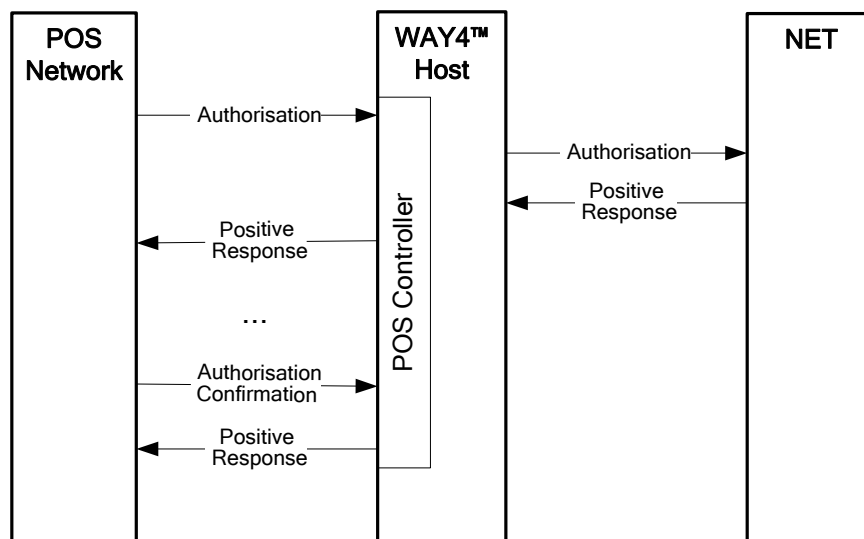 POS
Network
WAY4™
Host
NET
Authorisation
Authorisation
Positive
Response
Positive
Response
POS Controller
...
Authorisation
Confirmation
Positive
Response